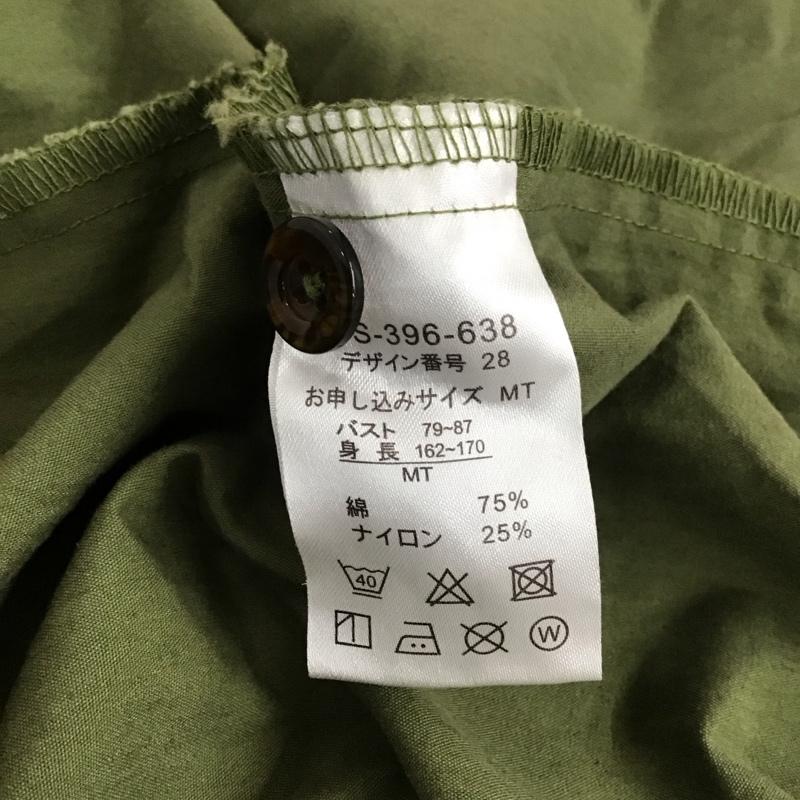 S-396-638
デザイン番号 28
お申し込みサイズ MT
バスト 79~87
身長 162~170
MT
綿 75%
ナイロン 25%
40
W